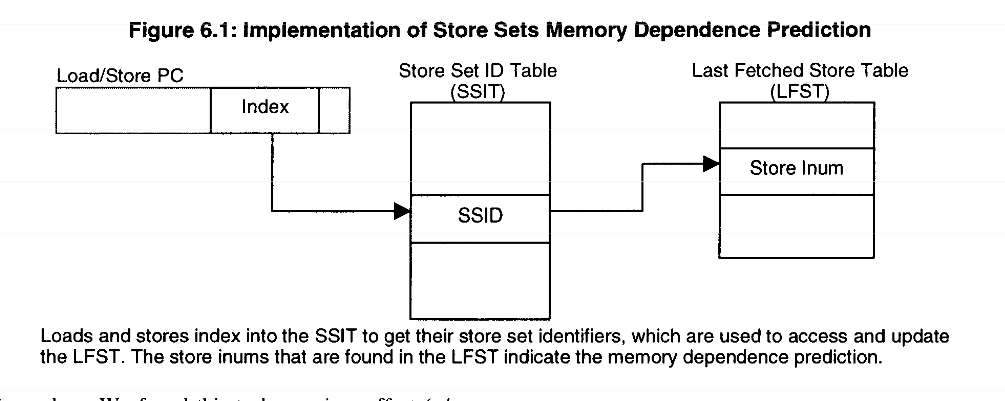 Figure 6.1: Implementation of Store Sets Memory Dependence Prediction
Load/Store PC
Index
Store Set ID Table
(SSIT)
SSID
Last Fetched Store Table
(LFST)
Store Inum
Loads and stores index into the SSIT to get their store set identifiers, which are used to access and update
the LFST. The store inums that are found in the LFST indicate the memory dependence prediction.